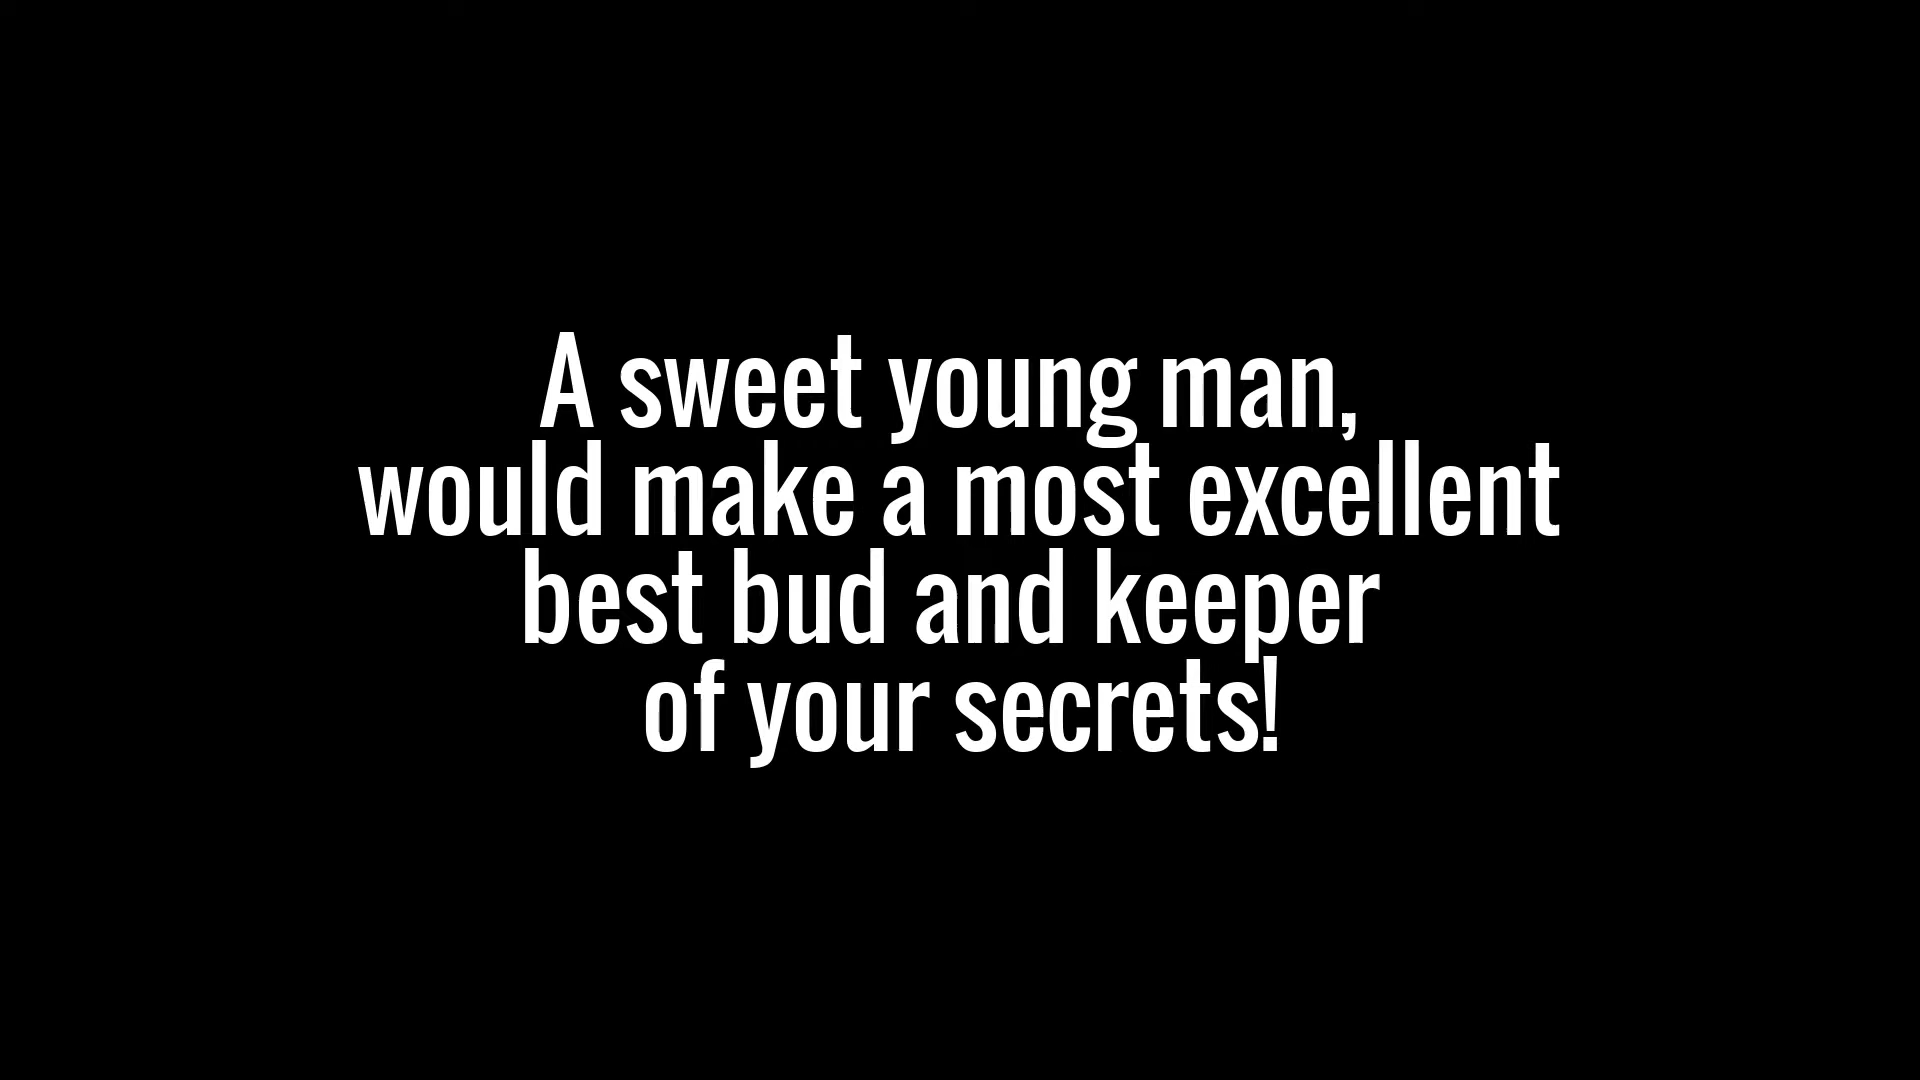 A sweet young man,
would make a most excellent
best bud and keeper
of your secrets!